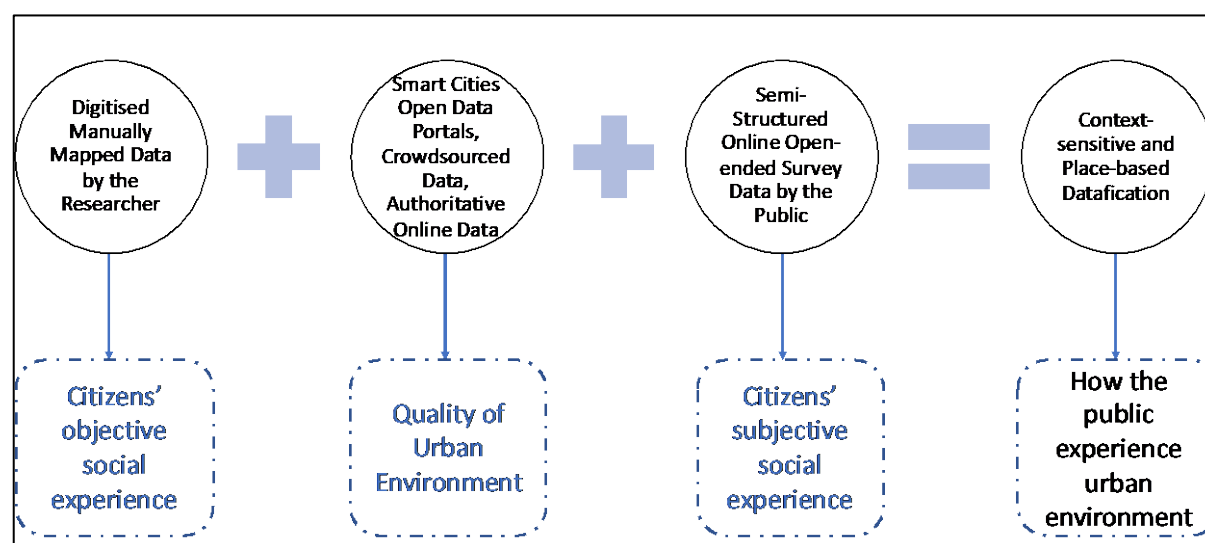 Digitised
Manually
Mapped Data
by the
Researcher
Smart Cities
Open Data
Portals,
Crowdsourced
Data,
Authoritative
Online Data
Semi-
Structured
Online Open-
ended Survey
Data by the
Public
Context-
sensitive and
Place-based
Datafication
Citizens'
objective
social
experience
Quality of
Urban
Environment
Citizens'
subjective
social
experience
How the
public
experience
urban
environment